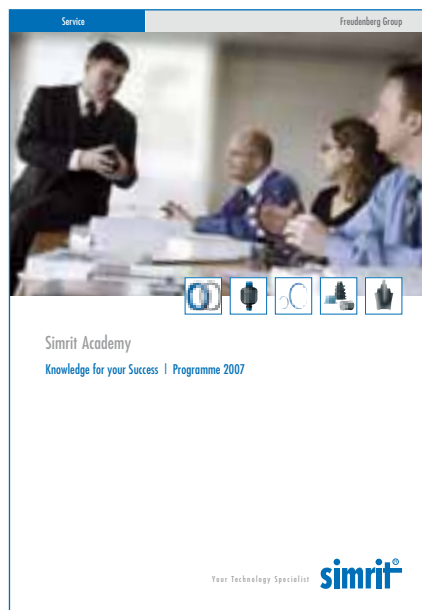 Service
Freudenberg Group
Simrit Academy
Knowledge for your Success | Programme 2007
Your Technology Specialist
simrit®